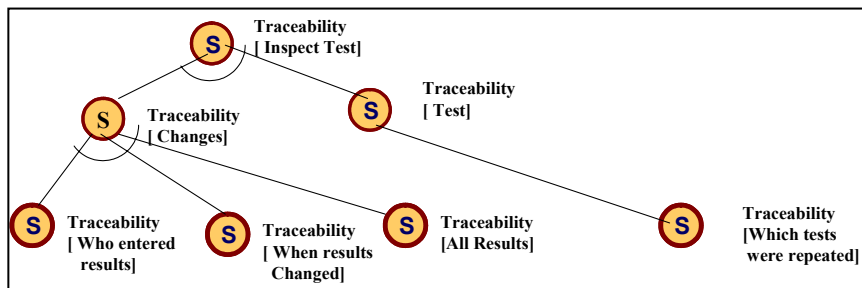 Traceability
[ Inspect Test]
S
Traceability
[ Test]
S
Traceability
[ Changes]
S
Traceability
[ Who entered
results]
S
Traceability
[ When results
Changed]
S
Traceability
[All Results]
S
Traceability
[Which tests
were repeated]
S